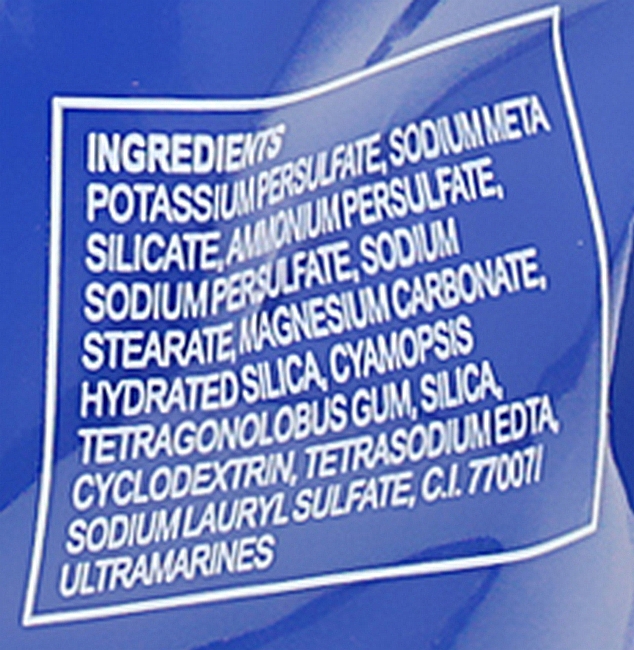 INGREDIENTS
POTASSIUM PERSULFATE, SODIUM META
SILICATE, AMMONIUM PERSULFATE,
SODIUM PERSULFATE, SODIUM
STEARATE, MAGNESIUM CARBONATE,
HYDRATED SILICA, CYAMOPSIS
TETRAGONOLOBUS GUM, SILICA,
CYCLODEXTRIN, TETRASODIUM EDTA,
SODIUM LAURYL SULFATE, C.I. 77007/
ULTRAMARINES